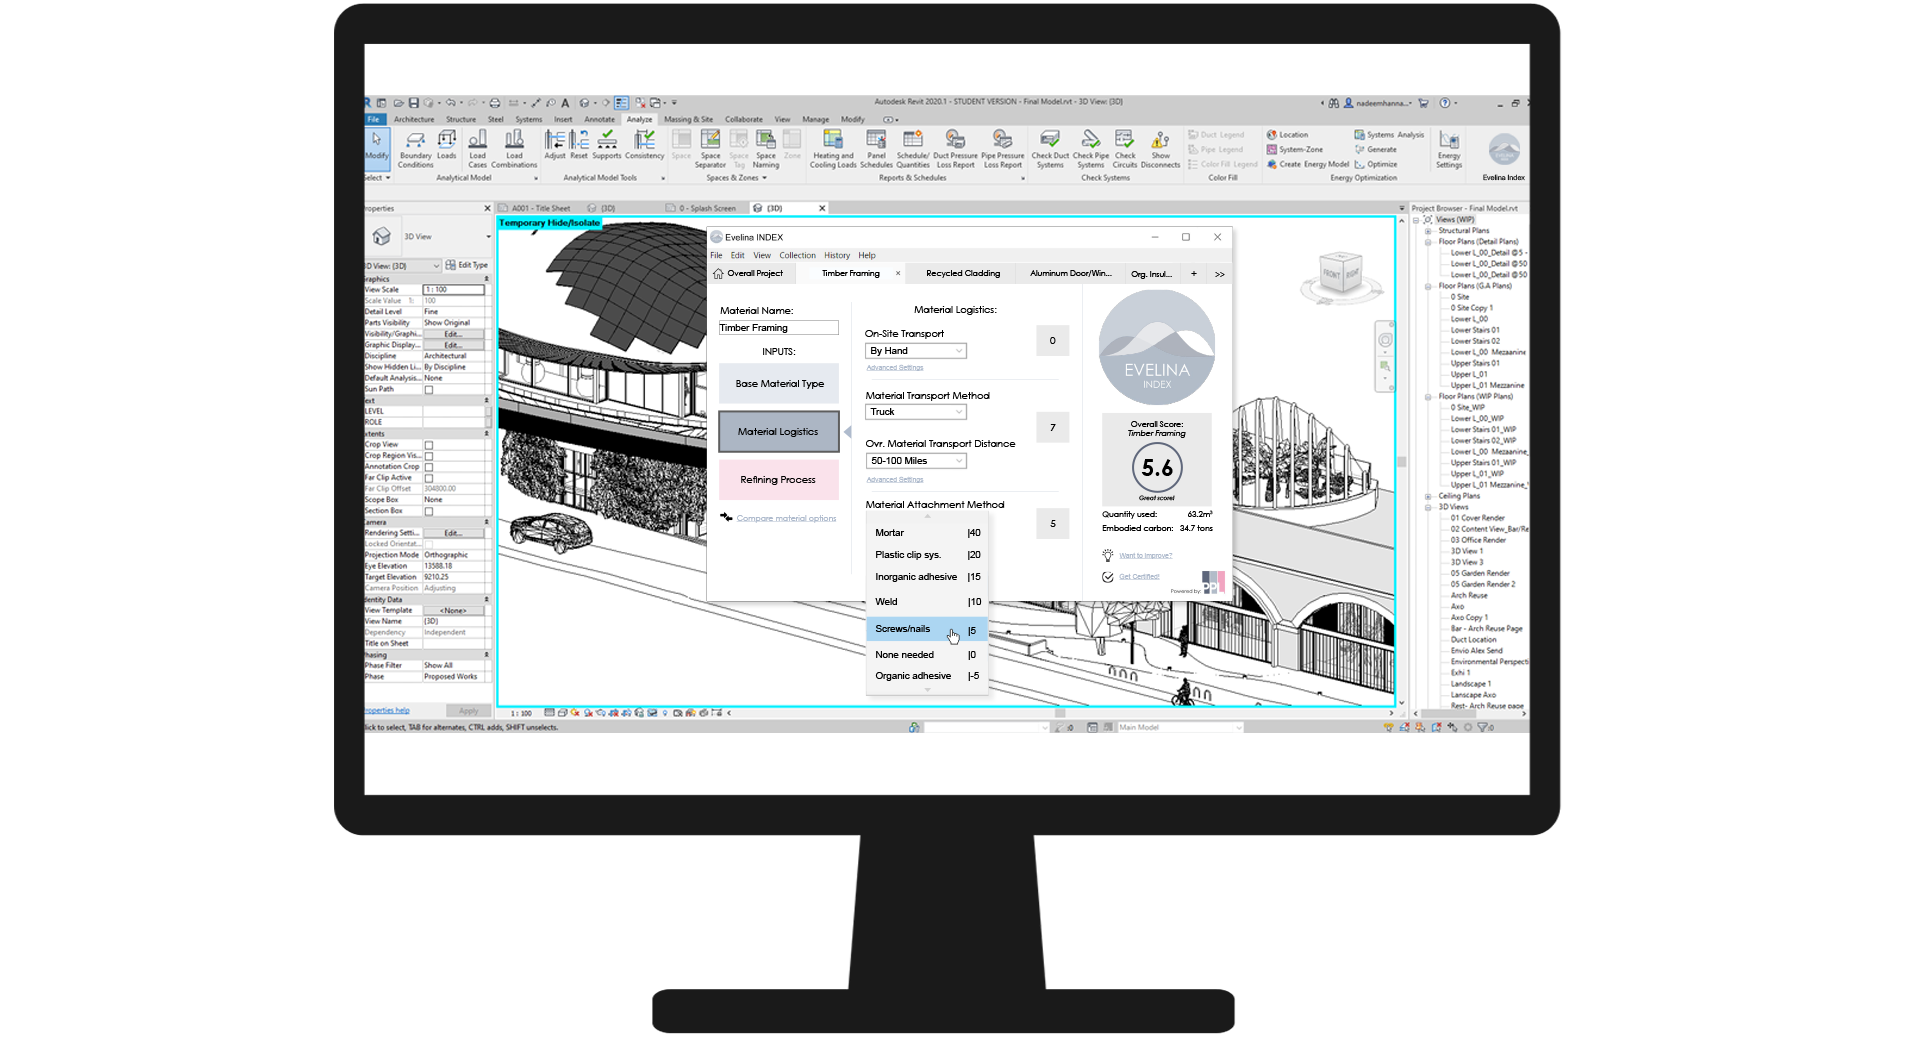 Autodesk Revit 2020.1 - STUDENT VERSION - Final Model.rvt - 3D View: {3D}
nadeemhanna...
File Architecture Structure Steel Systems Insert Annotate Analyze Massing & Site Collaborate View Manage Modify
Modify
Boundary Conditions
Loads
Load Cases
Load Combinations
Adjust
Reset
Supports
Consistency
Space
Space Separator
Space Tag
Space Naming
Zone
Heating and Cooling Loads
Panel Schedules
Schedule/ Quantities
Duct Pressure Loss Report
Pipe Pressure Loss Report
Check Duct Systems
Check Pipe Systems
Check Circuits
Show Disconnects
Duct Legend
Pipe Legend
Color Fill Legend
Location
System-Zone
Create Energy Model
Systems Analysis
Generate
Optimize
Energy Settings
Evelina Index
Select
Analytical Model
Analytical Model Tools
Spaces & Zones
Reports & Schedules
Check Systems
Color Fill
Energy Optimization
roperties
A001 - Title Sheet
{3D}
0 - Splash Screen
{3D}
3D View
3D View: {3D}
Edit Type
raphics
View Scale 1 : 100
Scale Value 1: 100
Detail Level Fine
Parts Visibility Show Original
Visibility/Graphi... Edit...
Graphic Display... Edit...
Discipline Architectural
Show Hidden Li... By Discipline
Default Analysis... None
Sun Path
ext
LEVEL
ROLE
xtents
Crop View
Crop Region Vis...
Annotation Crop
Far Clip Active
Far Clip Offset 304800.00
Scope Box None
Section Box
amera
Rendering Setti... Edit...
Locked Orientat...
Projection Mode Orthographic
Eye Elevation 13588.18
Target Elevation 9210.25
Camera Position Adjusting
dentity Data
View Template <None>
View Name {3D}
Dependency Independent
Title on Sheet
hasing
Phase Filter Show All
Phase Proposed Works
roperties help
Apply
Temporary Hide/Isolate
Evelina INDEX
File Edit View Collection History Help
Overall Project
Timber Framing ×
Recycled Cladding
Aluminum Door/Win...
Org. Insul...
+
>>
Material Name:
Timber Framing
INPUTS:
Base Material Type
Material Logistics
Refining Process
Compare material options
Material Logistics:
On-Site Transport
By Hand
0
Advanced Settings
Material Transport Method
Truck
7
Ovr. Material Transport Distance
50-100 Miles
Advanced Settings
Material Attachment Method
5
Mortar |40
Plastic clip sys. |20
Inorganic adhesive |15
Weld |10
Screws/nails |5
None needed |0
Organic adhesive |-5
EVELINA
INDEX
Overall Score:
Timber Framing
5.6
Great score!
Quantity used: 63.2m³
Embodied carbon: 34.7 tons
Want to improve?
Get Certified!
Powered by:
FRONT
RIGHT
Project Browser - Final Model.rvt
Views (WIP)
Structural Plans
Floor Plans (Detail Plans)
Lower L_00_Detail @5 -
Lower L_00_Detail @50
Lower L_00_Detail @50
Floor Plans (G.A Plans)
0 Site
0 Site Copy 1
Lower L_00
Lower Stairs 01
Lower Stairs 02
Lower L_00 Mezzanine
Upper Stairs 01
Upper L_01
Upper L_01 Mezzanine
Floor Plans (WIP Plans)
0 Site_WIP
Lower L_00_WIP
Lower Stairs 01_WIP
Lower Stairs 02_WIP
Lower L_00 Mezzanine_
Upper Stairs 01_WIP
Upper L_01_WIP
Upper L_01 Mezzanine_
Ceiling Plans
3D Views
01 Cover Render
02 Content View_Bar/Re
03 Office Render
3D View 1
3D View 3
05 Garden Render
05 Garden Render 2
Arch Reuse
Axo
Axo Copy 1
Bar - Arch Reuse Page
Duct Location
Envio Alex Send
Environmental Perspecti
Exhi 1
Landscape 1
Lanscape Axo
Rest- Arch Reuse page
1 : 100
lick to select, TAB for alternates, CTRL adds, SHIFT unselects.
:0
Main Model
:0